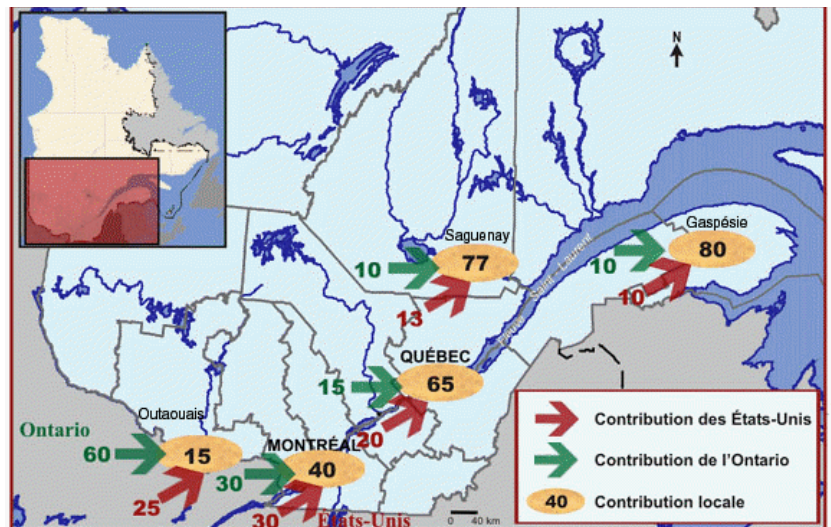 N
Saguenay
10
77
13
Gaspésie
10
80
10
Fleuve Saint-Laurent
QUÉBEC
15
65
20
Outaouais
Ontario
60
15
25
MONTRÉAL
30
40
30
États-Unis
0 40 km
Contribution des États-Unis
Contribution de l'Ontario
40
Contribution locale